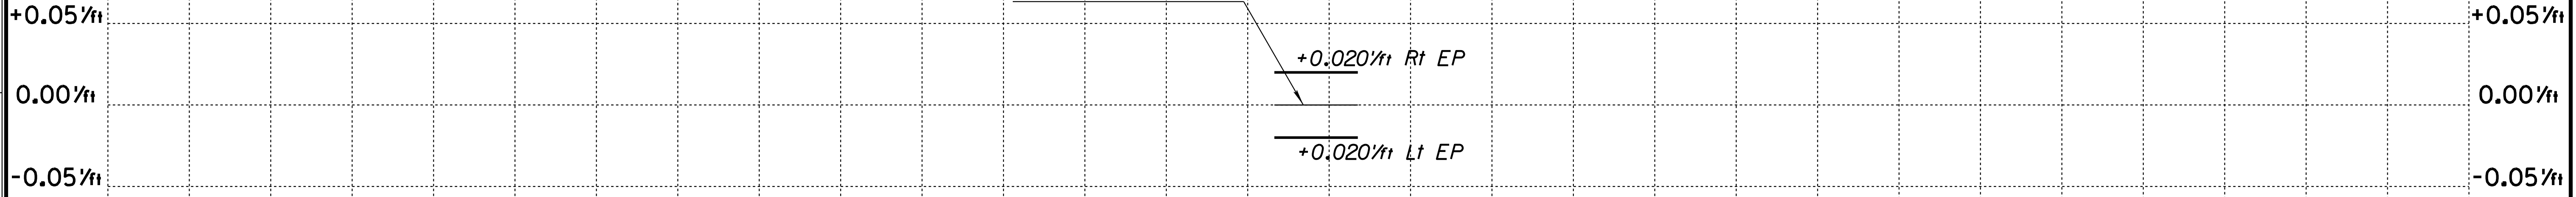 +0.05'/ft +0.05'/ft
+0.020'/ft Rt EP
0.00'/ft 0.00'/ft
+0.020'/ft Lt EP
-0.05'/ft -0.05'/ft